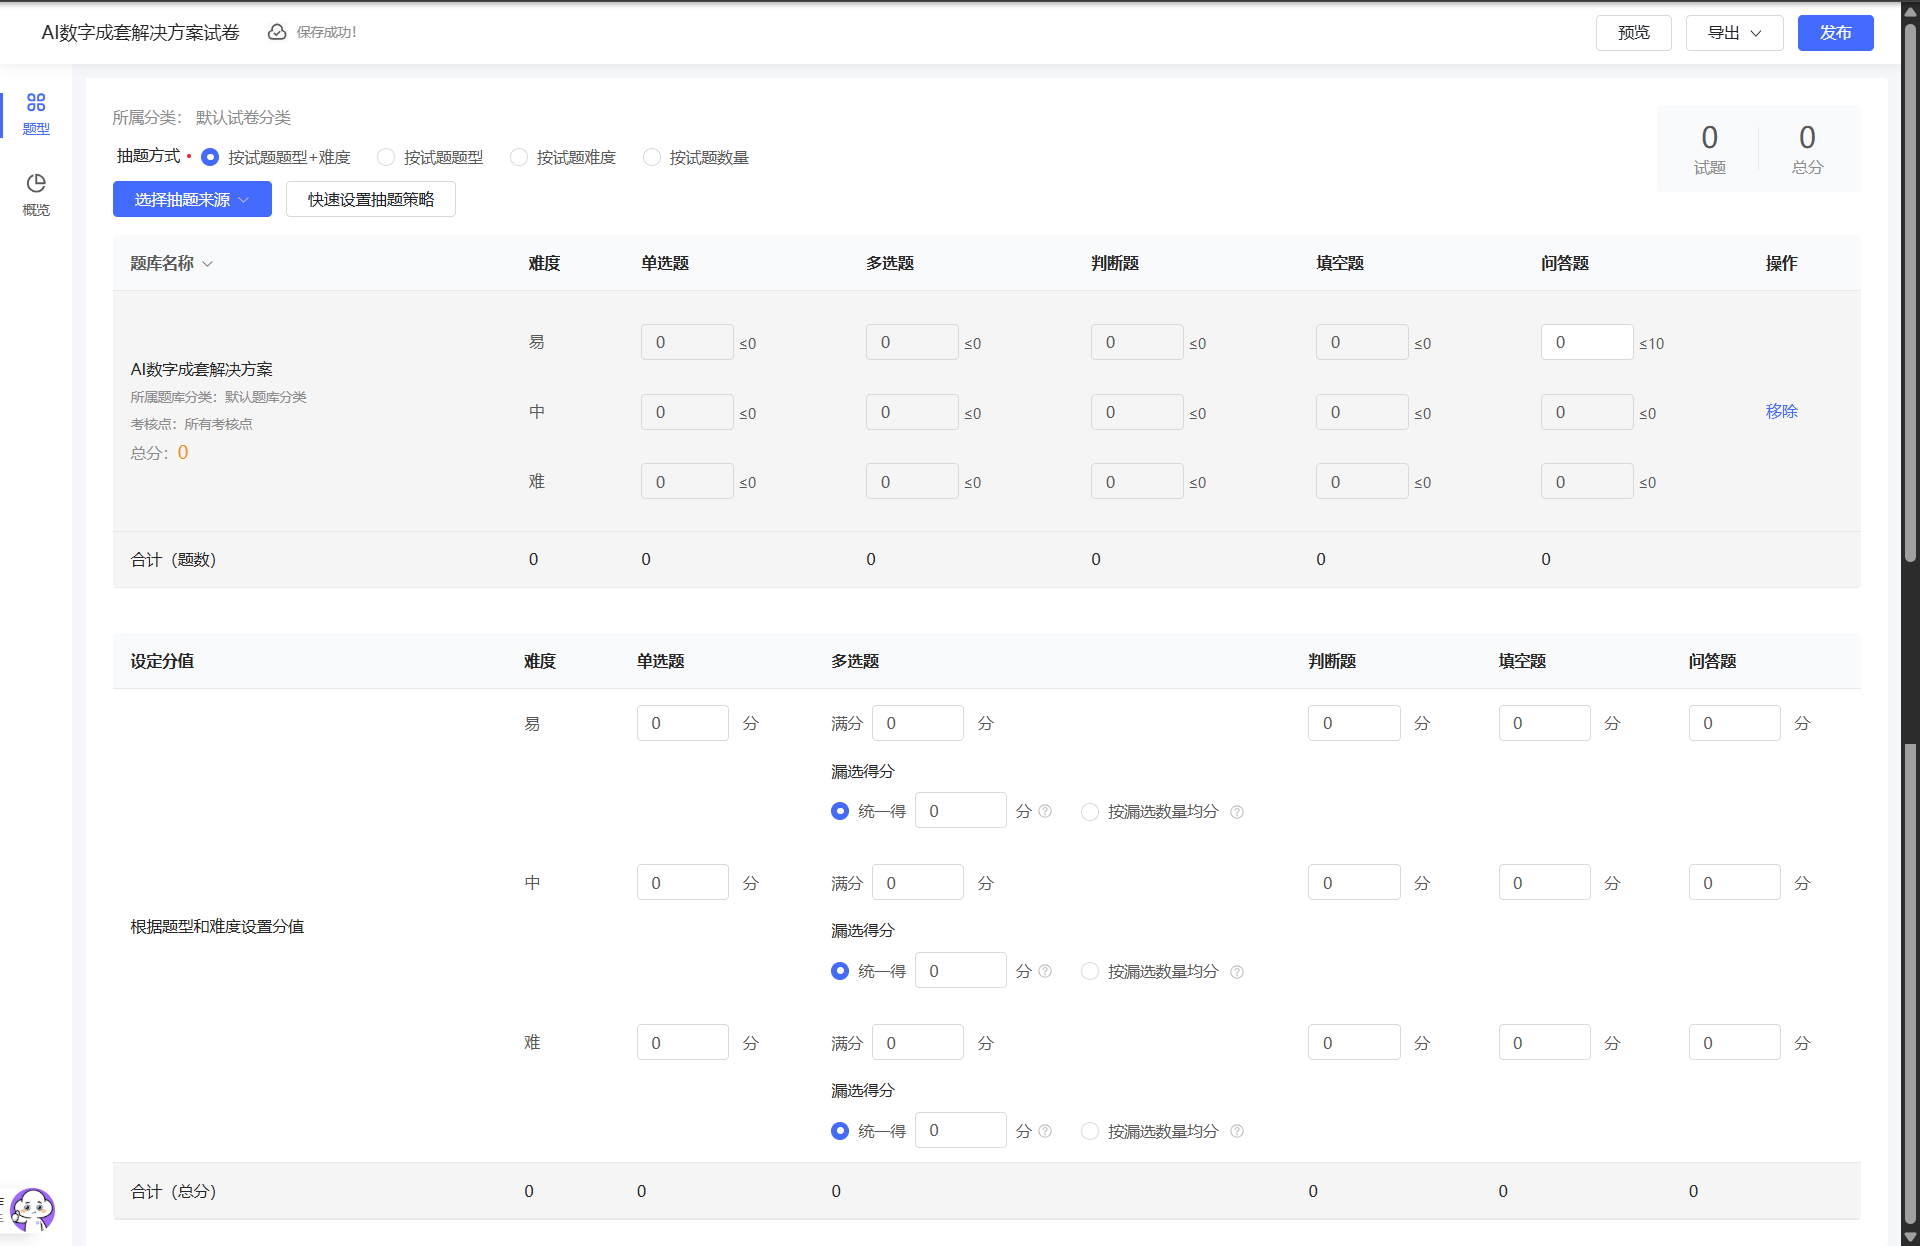 AI数字成套解决方案试卷 保存成功! 预览 导出 发布
题型
概览
所属分类： 默认试卷分类
抽题方式• 按试题题型+难度 按试题题型 按试题难度 按试题数量
0 0
试题 总分
选择抽题来源 快速设置抽题策略
题库名称 难度 单选题 多选题 判断题 填空题 问答题 操作
易 0 ≤0 0 ≤0 0 ≤0 0 ≤0 0 ≤10
AI数字成套解决方案
所属题库分类：默认题库分类
中 0 ≤0 0 ≤0 0 ≤0 0 ≤0 0 ≤0 移除
考核点：所有考核点
总分：0
难 0 ≤0 0 ≤0 0 ≤0 0 ≤0 0 ≤0
合计（题数） 0 0 0 0 0 0
设定分值 难度 单选题 多选题 判断题 填空题 问答题
易 0 分 满分 0 分 0 分 0 分 0 分
漏选得分
统一得 0 分 ? 按漏选数量均分 ?
中 0 分 满分 0 分 0 分 0 分 0 分
根据题型和难度设置分值
漏选得分
统一得 0 分 ? 按漏选数量均分 ?
难 0 分 满分 0 分 0 分 0 分 0 分
漏选得分
统一得 0 分 ? 按漏选数量均分 ?
合计（总分） 0 0 0 0 0 0